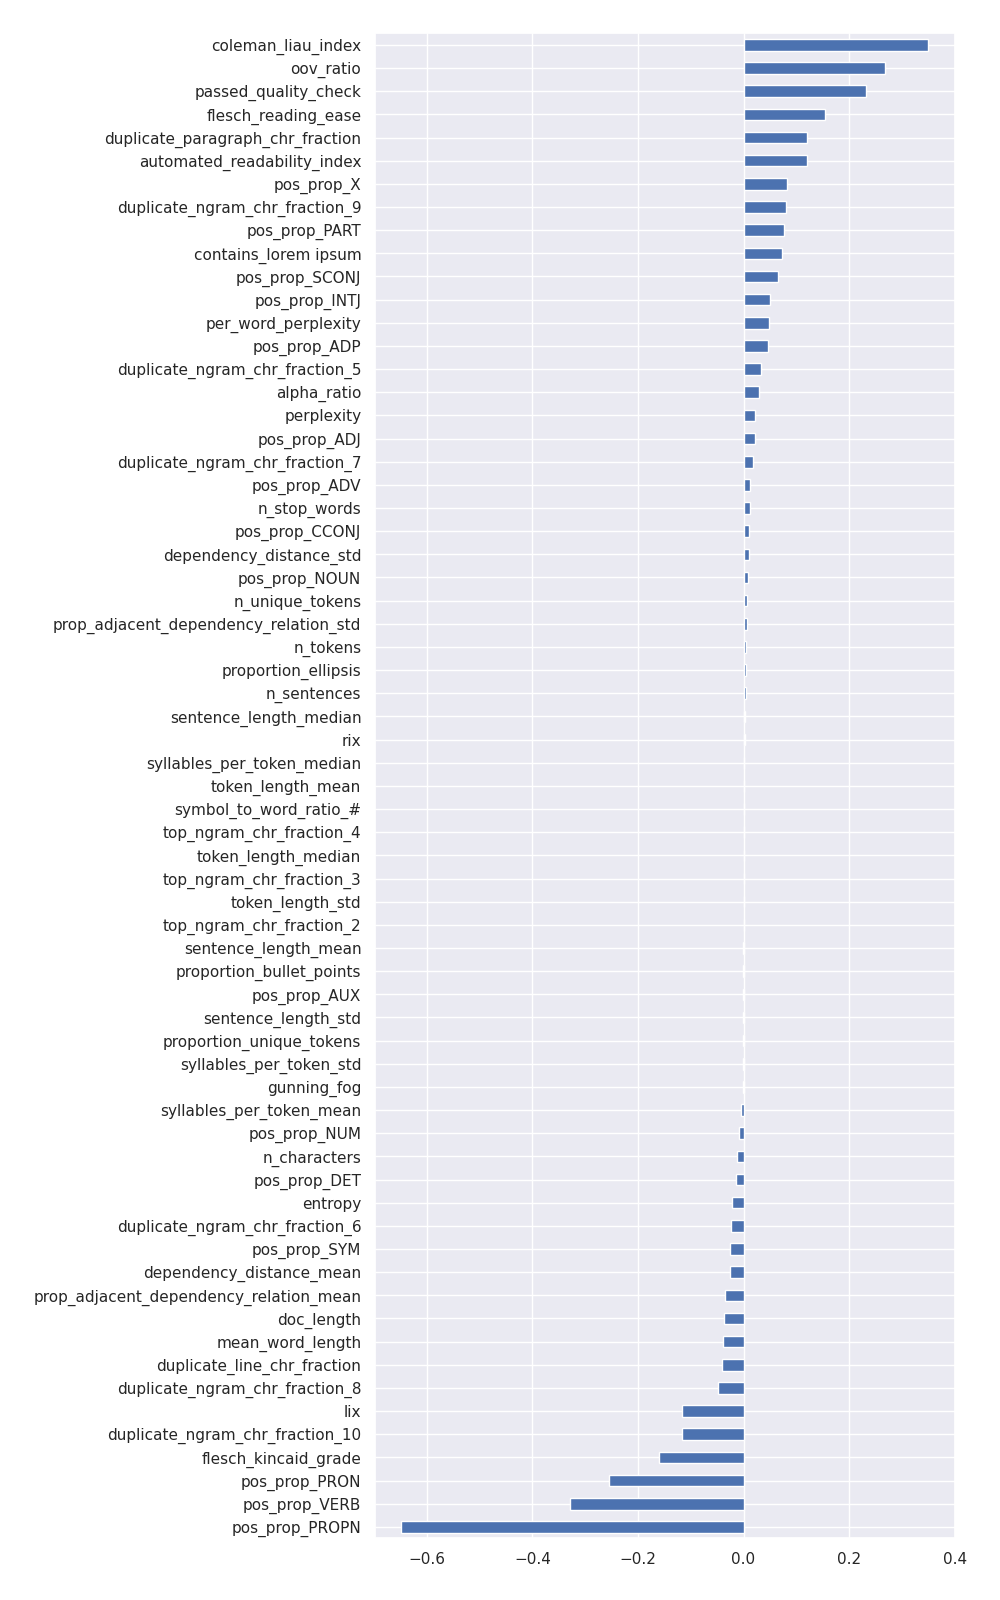 coleman_liau_index
oov_ratio
passed_quality_check
flesch_reading_ease
duplicate_paragraph_chr_fraction
automated_readability_index
pos_prop_X
duplicate_ngram_chr_fraction_9
pos_prop_PART
contains_lorem ipsum
pos_prop_SCONJ
pos_prop_INTJ
per_word_perplexity
pos_prop_ADP
duplicate_ngram_chr_fraction_5
alpha_ratio
perplexity
pos_prop_ADJ
duplicate_ngram_chr_fraction_7
pos_prop_ADV
n_stop_words
pos_prop_CCONJ
dependency_distance_std
pos_prop_NOUN
n_unique_tokens
prop_adjacent_dependency_relation_std
n_tokens
proportion_ellipsis
n_sentences
sentence_length_median
rix
syllables_per_token_median
token_length_mean
symbol_to_word_ratio_#
top_ngram_chr_fraction_4
token_length_median
top_ngram_chr_fraction_3
token_length_std
top_ngram_chr_fraction_2
sentence_length_mean
proportion_bullet_points
pos_prop_AUX
sentence_length_std
proportion_unique_tokens
syllables_per_token_std
gunning_fog
syllables_per_token_mean
pos_prop_NUM
n_characters
pos_prop_DET
entropy
duplicate_ngram_chr_fraction_6
pos_prop_SYM
dependency_distance_mean
prop_adjacent_dependency_relation_mean
doc_length
mean_word_length
duplicate_line_chr_fraction
duplicate_ngram_chr_fraction_8
lix
duplicate_ngram_chr_fraction_10
flesch_kincaid_grade
pos_prop_PRON
pos_prop_VERB
pos_prop_PROPN
−0.6 −0.4 −0.2 0.0 0.2 0.4